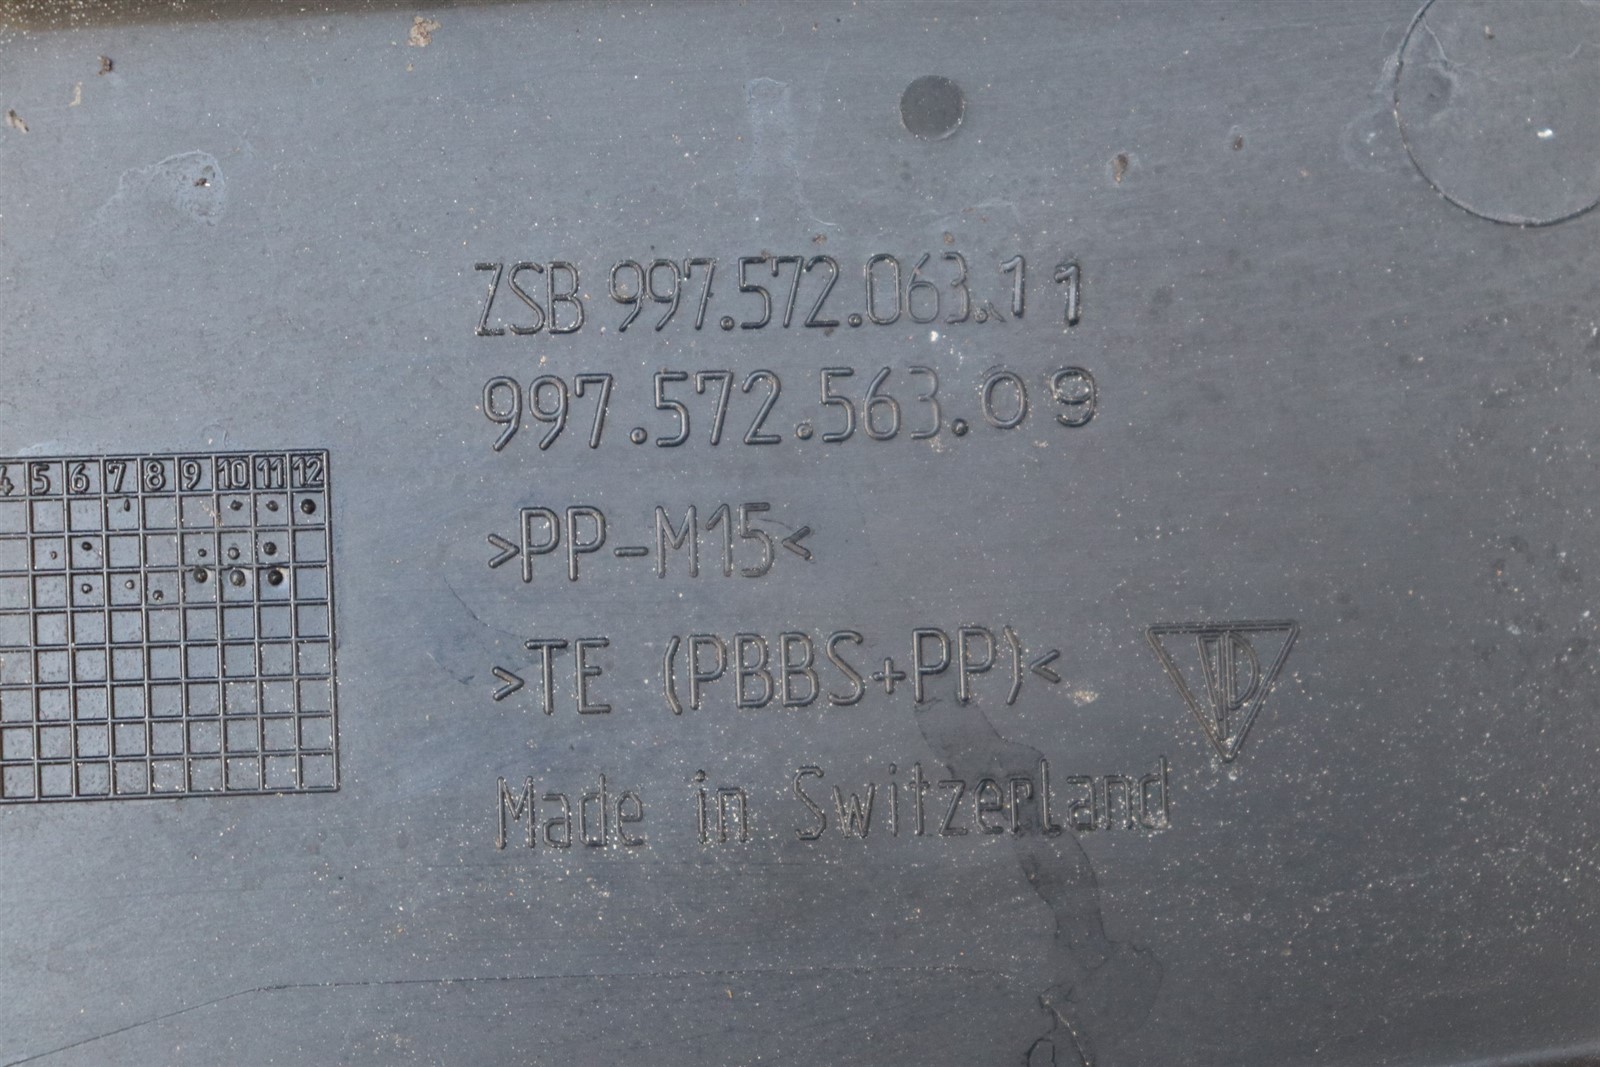 ZSB 997.572.063.11
997.572.563.09
4 5 6 7 8 9 10 11 12
>PP-M15<
>TE (PBBS+PP)<
Made in Switzerland